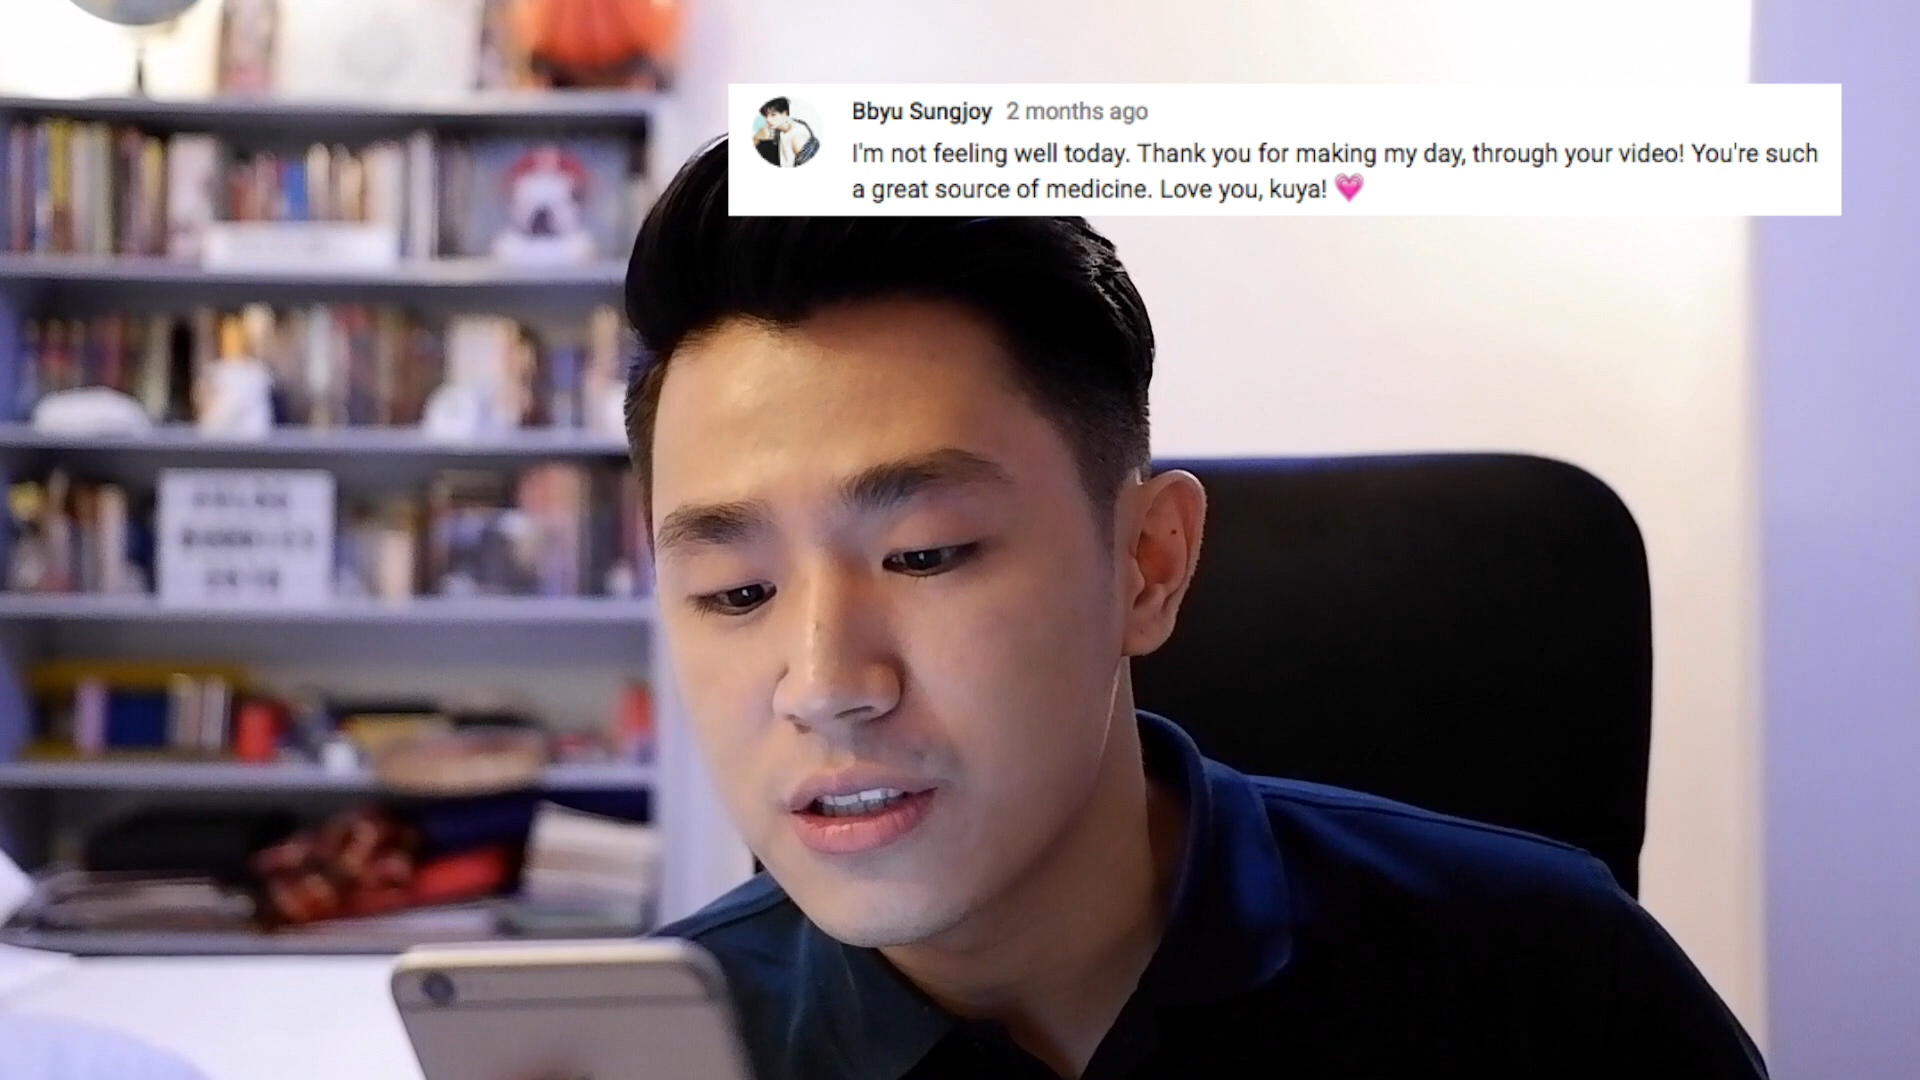 Bbyu Sungjoy 2 months ago
I'm not feeling well today. Thank you for making my day, through your video! You're such
a great source of medicine. Love you, kuya! 💗